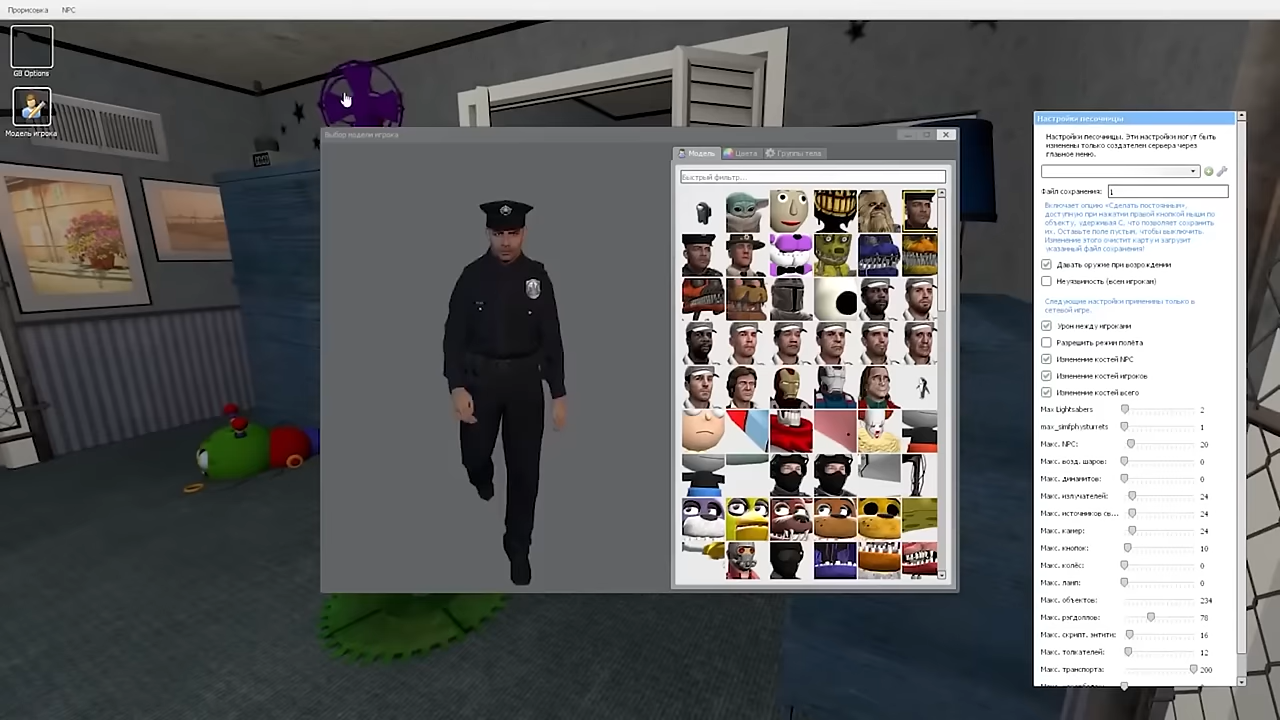 Прорисовка NPC
GB Options
Модель игрока
Выбор модели игрока
Модель Цвета Группы тела
Быстрый фильтр...
Настройки песочницы
Настройки песочницы. Эти настройки могут быть
изменены только создателем сервера через
главное меню.
Файл сохранения: 1
Включает опцию «Сделать постоянным»,
доступную при нажатии правой кнопкой мыши по
объекту, удерживая C, что позволяет сохранить
их. Оставьте поле пустым, чтобы выключить.
Изменение этого очистит карту и загрузит
указанный файл сохранения!
Давать оружие при возрождении
Неуязвимость (всем игрокам)
Следующие настройки применимы только в
сетевой игре.
Урон между игроками
Разрешить режим полёта
Изменение костей NPC
Изменение костей игроков
Изменение костей всего
Max Lightsabers 2
max_simfphysturrets 1
Макс. NPC: 20
Макс. возд. шаров: 0
Макс. динамитов: 0
Макс. излучателей: 24
Макс. источников св... 24
Макс. камер: 24
Макс. кнопок: 10
Макс. колёс: 0
Макс. ламп: 0
Макс. объектов: 234
Макс. рэгдоллов: 78
Макс. скрипт. энтити: 16
Макс. толкателей: 12
Макс. транспорта: 200